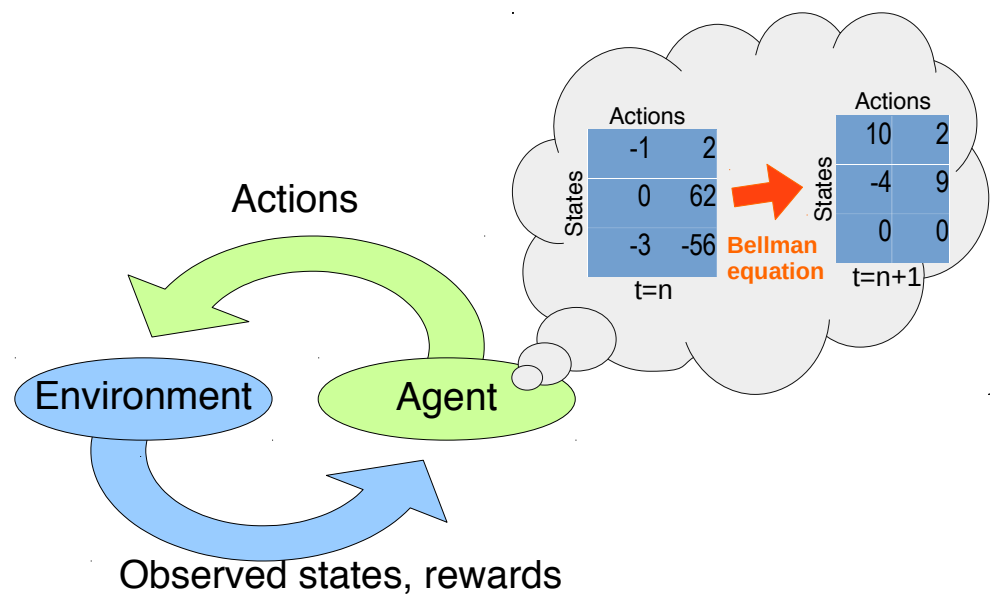 Actions
10 2
States
-4 9
0 0
t=n+1
Actions
-1 2
States
0 62
-3 -56
t=n
Bellman
equation
Actions
Environment
Agent
Observed states, rewards